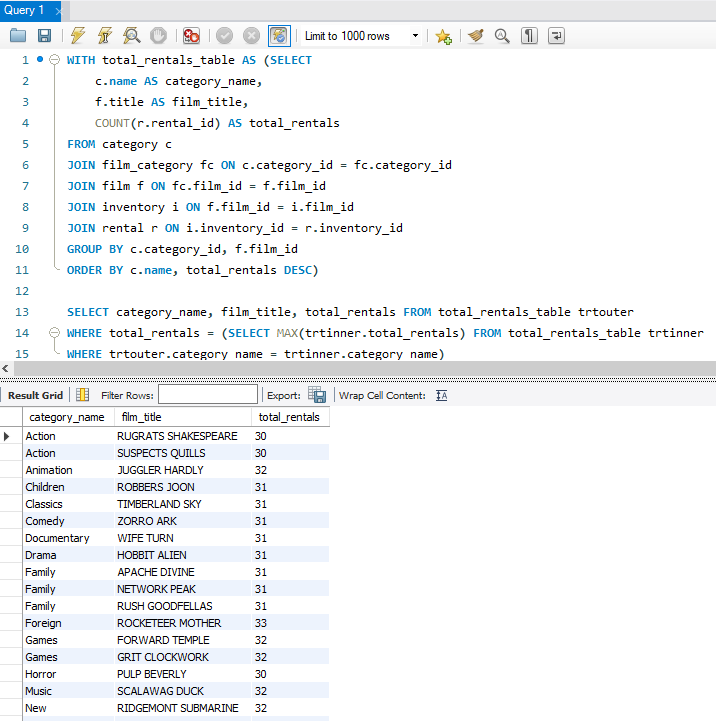 Query 1
Limit to 1000 rows
1 WITH total_rentals_table AS (SELECT
2 c.name AS category_name,
3 f.title AS film_title,
4 COUNT(r.rental_id) AS total_rentals
5 FROM category c
6 JOIN film_category fc ON c.category_id = fc.category_id
7 JOIN film f ON fc.film_id = f.film_id
8 JOIN inventory i ON f.film_id = i.film_id
9 JOIN rental r ON i.inventory_id = r.inventory_id
10 GROUP BY c.category_id, f.film_id
11 ORDER BY c.name, total_rentals DESC)
12
13 SELECT category_name, film_title, total_rentals FROM total_rentals_table trtouter
14 WHERE total_rentals = (SELECT MAX(trtinner.total_rentals) FROM total_rentals_table trtinner
15 WHERE trtouter.category_name = trtinner.category_name)
Result Grid Filter Rows: Export: Wrap Cell Content: IA
category_name film_title total_rentals
Action RUGRATS SHAKESPEARE 30
Action SUSPECTS QUILLS 30
Animation JUGGLER HARDLY 32
Children ROBBERS JOON 31
Classics TIMBERLAND SKY 31
Comedy ZORRO ARK 31
Documentary WIFE TURN 31
Drama HOBBIT ALIEN 31
Family APACHE DIVINE 31
Family NETWORK PEAK 31
Family RUSH GOODFELLAS 31
Foreign ROCKETEER MOTHER 33
Games FORWARD TEMPLE 32
Games GRIT CLOCKWORK 32
Horror PULP BEVERLY 30
Music SCALAWAG DUCK 32
New RIDGEMONT SUBMARINE 32